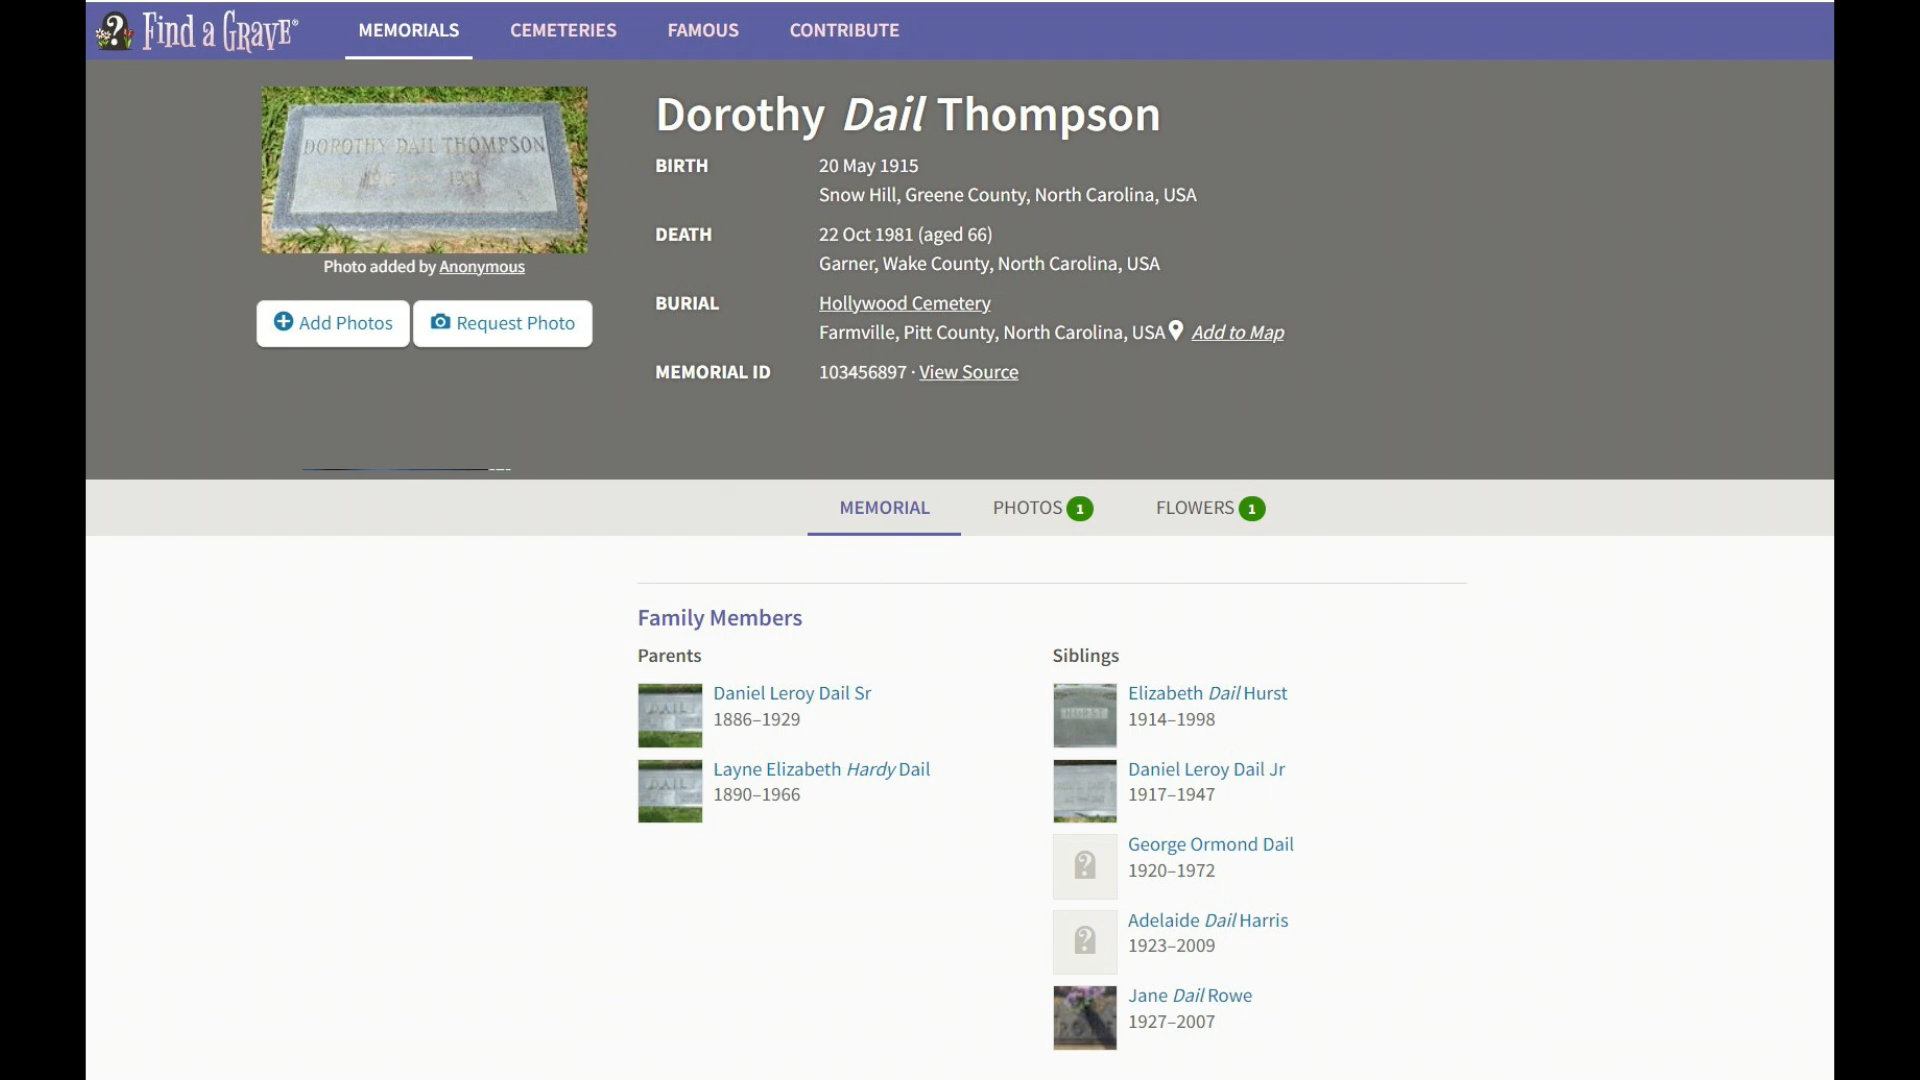 Find a GRAVE®
MEMORIALS
CEMETERIES
FAMOUS
CONTRIBUTE
DOROTHY DAIL THOMPSON
Photo added by Anonymous
Add Photos
Request Photo
Dorothy Dail Thompson
BIRTH
20 May 1915
Snow Hill, Greene County, North Carolina, USA
DEATH
22 Oct 1981 (aged 66)
Garner, Wake County, North Carolina, USA
BURIAL
Hollywood Cemetery
Farmville, Pitt County, North Carolina, USA Add to Map
MEMORIAL ID
103456897 · View Source
MEMORIAL
PHOTOS 1
FLOWERS 1
Family Members
Parents
DAIL
Daniel Leroy Dail Sr
1886–1929
DAIL
Layne Elizabeth Hardy Dail
1890–1966
Siblings
HURST
Elizabeth Dail Hurst
1914–1998
Daniel Leroy Dail Jr
1917–1947
George Ormond Dail
1920–1972
Adelaide Dail Harris
1923–2009
Jane Dail Rowe
1927–2007